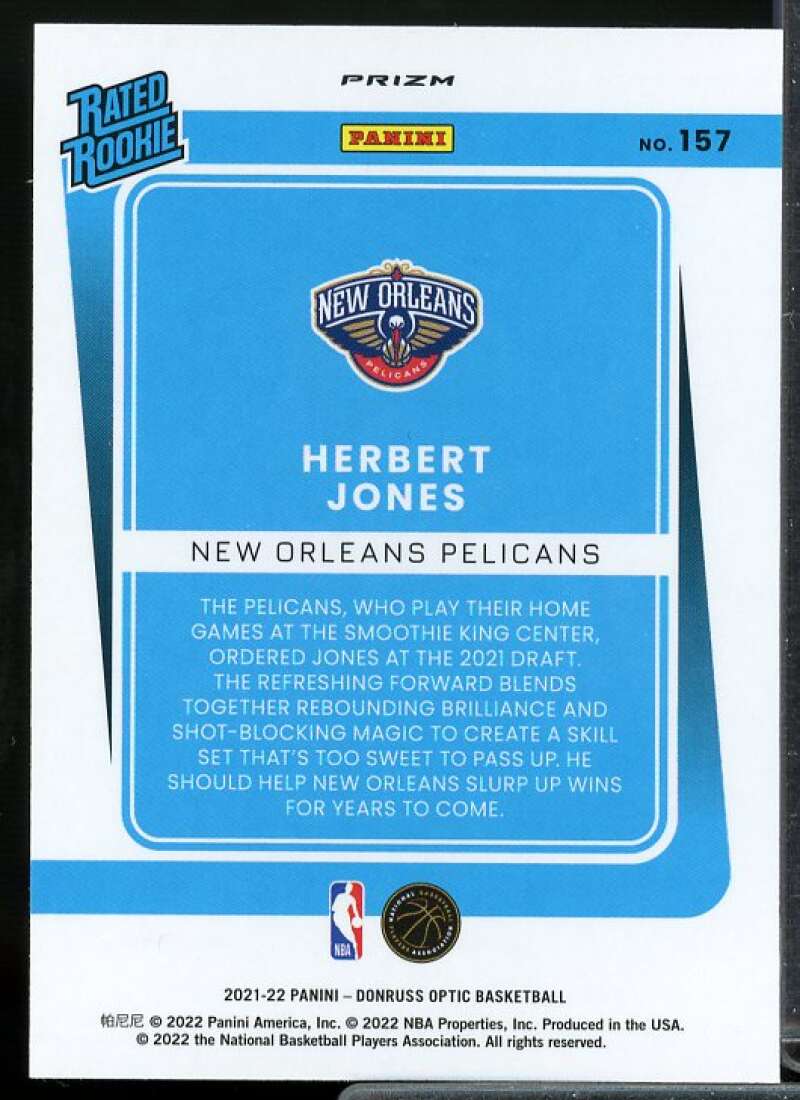 PRIZM
RATED
ROOKIE
PANINI
NO. 157
NEW ORLEANS
PELICANS
HERBERT
JONES
NEW ORLEANS PELICANS
THE PELICANS, WHO PLAY THEIR HOME
GAMES AT THE SMOOTHIE KING CENTER,
ORDERED JONES AT THE 2021 DRAFT.
THE REFRESHING FORWARD BLENDS
TOGETHER REBOUNDING BRILLIANCE AND
SHOT-BLOCKING MAGIC TO CREATE A SKILL
SET THAT'S TOO SWEET TO PASS UP. HE
SHOULD HELP NEW ORLEANS SLURP UP WINS
FOR YEARS TO COME.
NBA
NATIONAL BASKETBALL
PLAYERS ASSOCIATION
2021-22 PANINI – DONRUSS OPTIC BASKETBALL
帕尼尼 © 2022 Panini America, Inc. © 2022 NBA Properties, Inc. Produced in the USA.
© 2022 the National Basketball Players Association. All rights reserved.